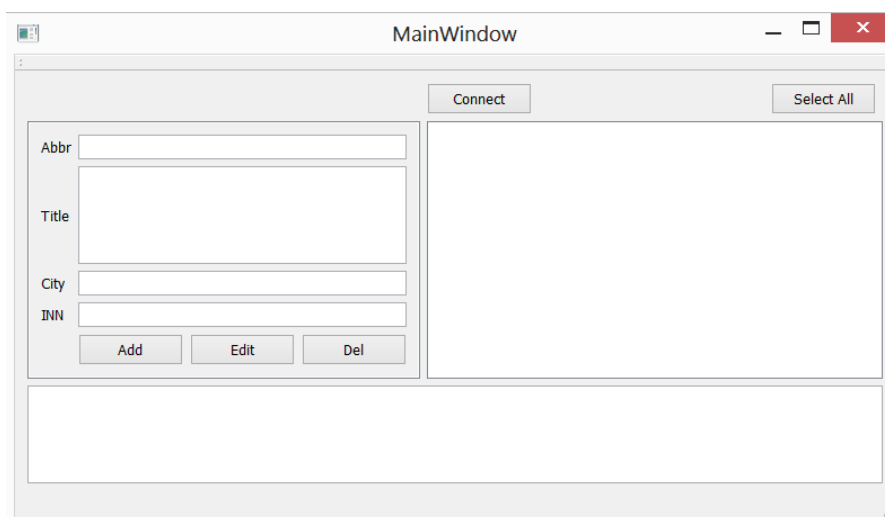 MainWindow
Connect Select All
Abbr
Title
City
INN
Add Edit Del